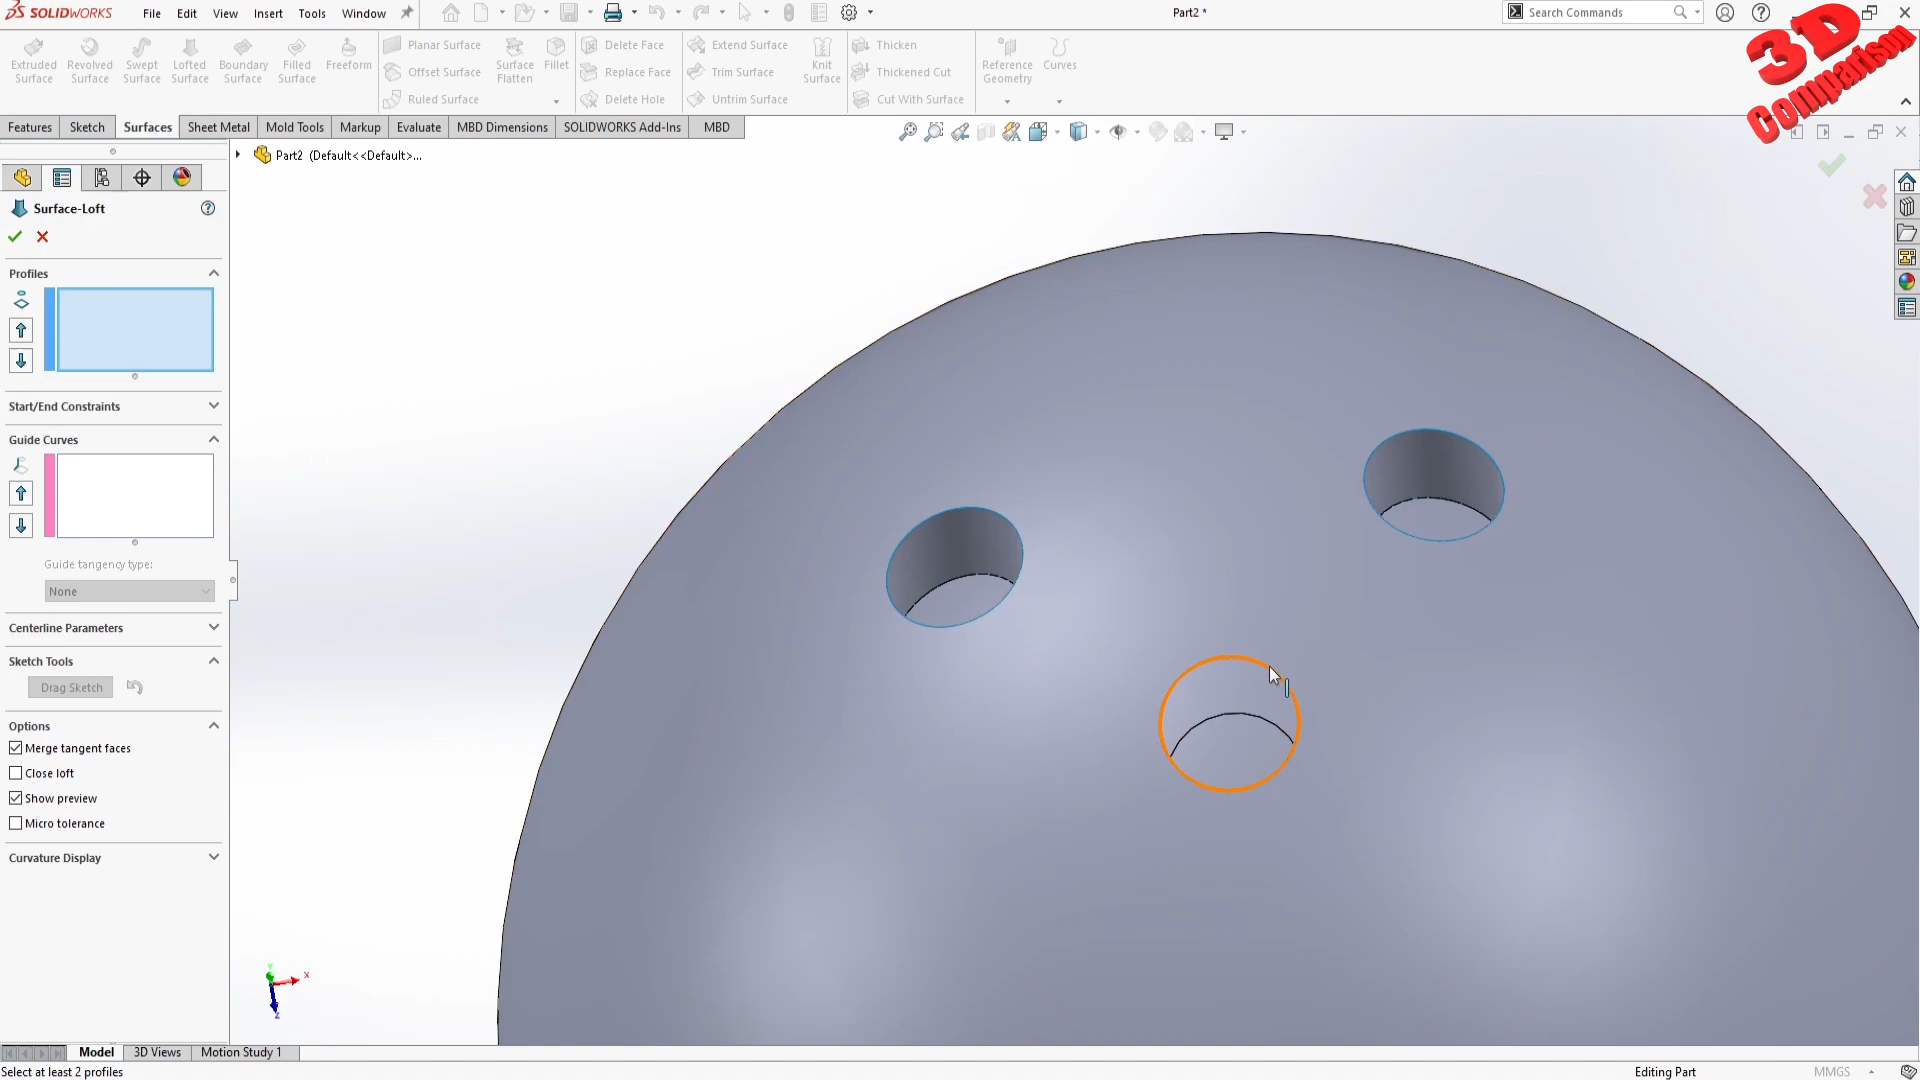 SOLIDWORKS
File Edit View Insert Tools Window
Part2 *
Search Commands
3D
Comparison
Extruded Surface
Revolved Surface
Swept Surface
Lofted Surface
Boundary Surface
Filled Surface
Freeform
Planar Surface
Offset Surface
Ruled Surface
Surface Flatten
Fillet
Delete Face
Replace Face
Delete Hole
Extend Surface
Trim Surface
Untrim Surface
Knit Surface
Thicken
Thickened Cut
Cut With Surface
Reference Geometry
Curves
Features Sketch Surfaces Sheet Metal Mold Tools Markup Evaluate MBD Dimensions SOLIDWORKS Add-Ins MBD
Part2 (Default<<Default>...
Surface-Loft
Profiles
Start/End Constraints
Guide Curves
Guide tangency type:
None
Centerline Parameters
Sketch Tools
Drag Sketch
Options
Merge tangent faces
Close loft
Show preview
Micro tolerance
Curvature Display
Y
X
Z
Model 3D Views Motion Study 1
Select at least 2 profiles
Editing Part
MMGS